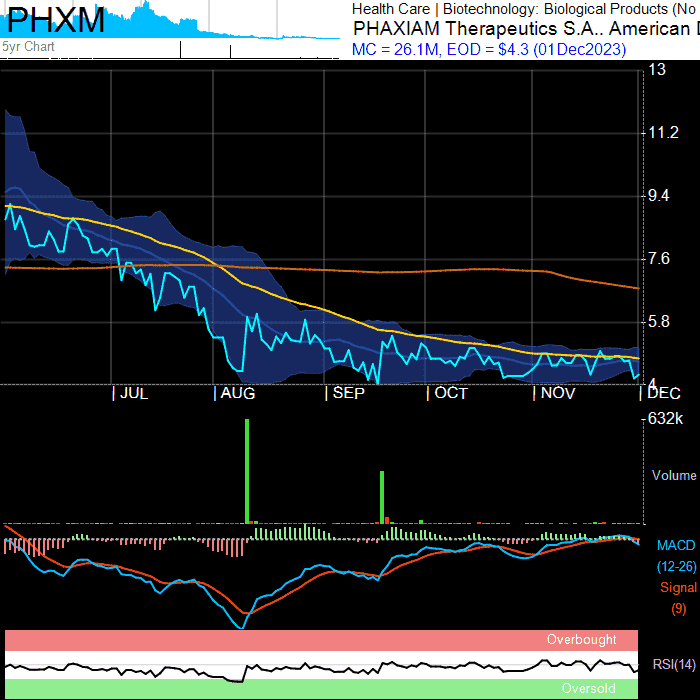 PHXM
5yr Chart
Health Care | Biotechnology: Biological Products (No
PHAXIAM Therapeutics S.A.. American
MC = 26.1M, EOD = $4.3 (01Dec2023)
13
11.2
9.4
7.6
5.8
4
JUL AUG SEP OCT NOV DEC
632k
Volume
MACD
(12-26)
Signal
(9)
Overbought
RSI(14)
Oversold